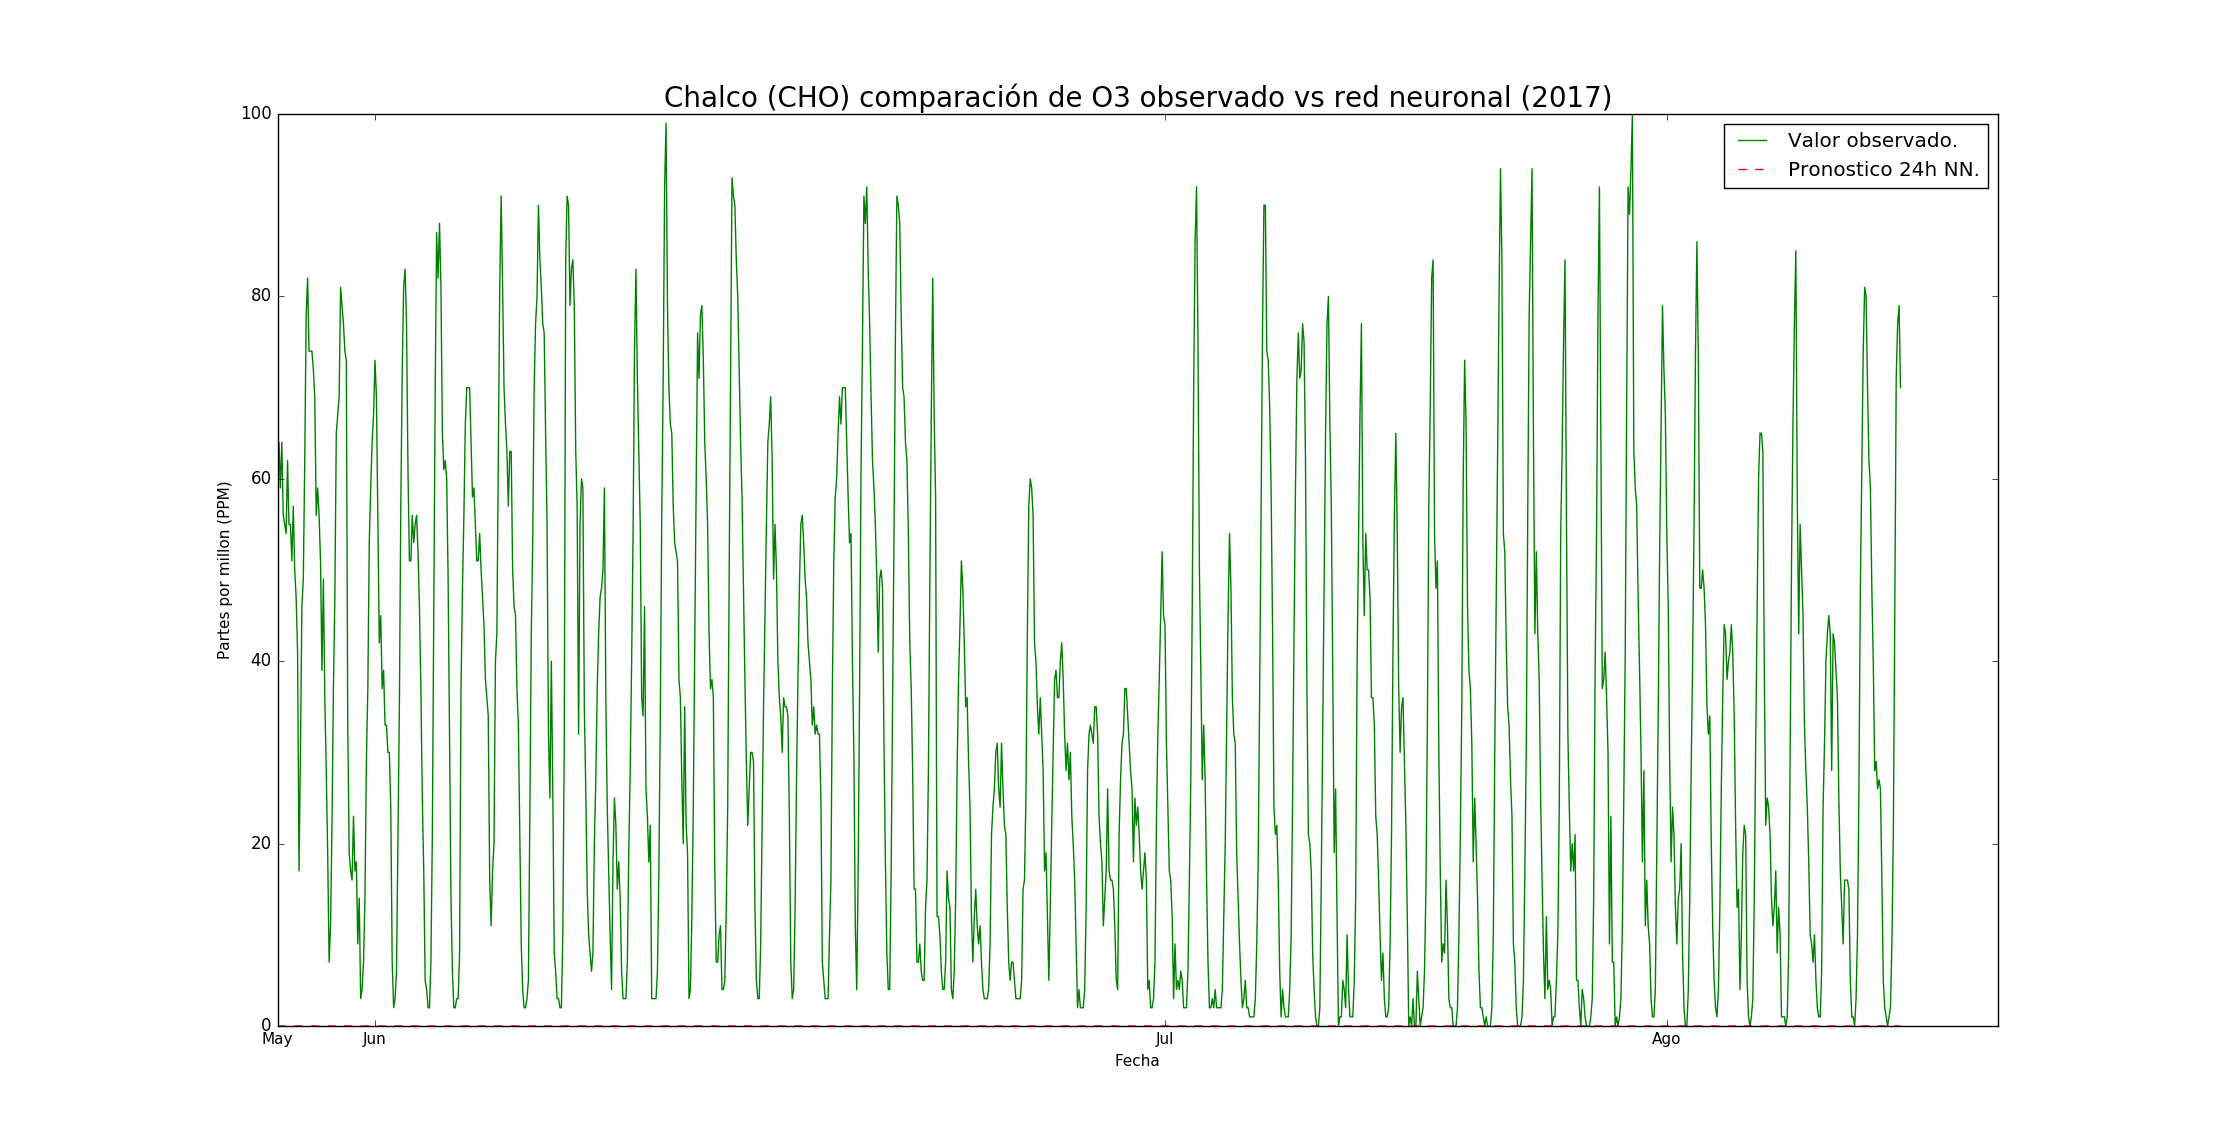 Chalco (CHO) comparación de O3 observado vs red neuronal (2017)
Valor observado.
Pronostico 24h NN.
Partes por millon (PPM)
100
80
60
40
20
0
May Jun Jul Ago
Fecha